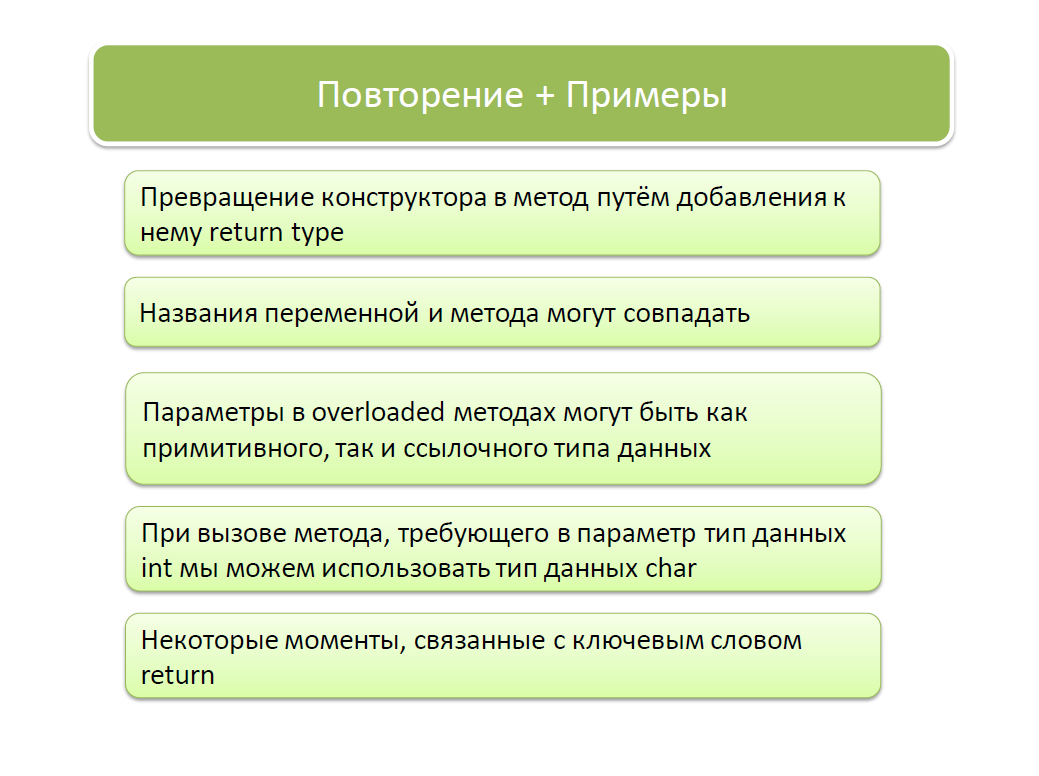 Повторение + Примеры
Превращение конструктора в метод путём добавления к
нему return type
Названия переменной и метода могут совпадать
Параметры в overloaded методах могут быть как
примитивного, так и ссылочного типа данных
При вызове метода, требующего в параметр тип данных
int мы можем использовать тип данных char
Некоторые моменты, связанные с ключевым словом
return